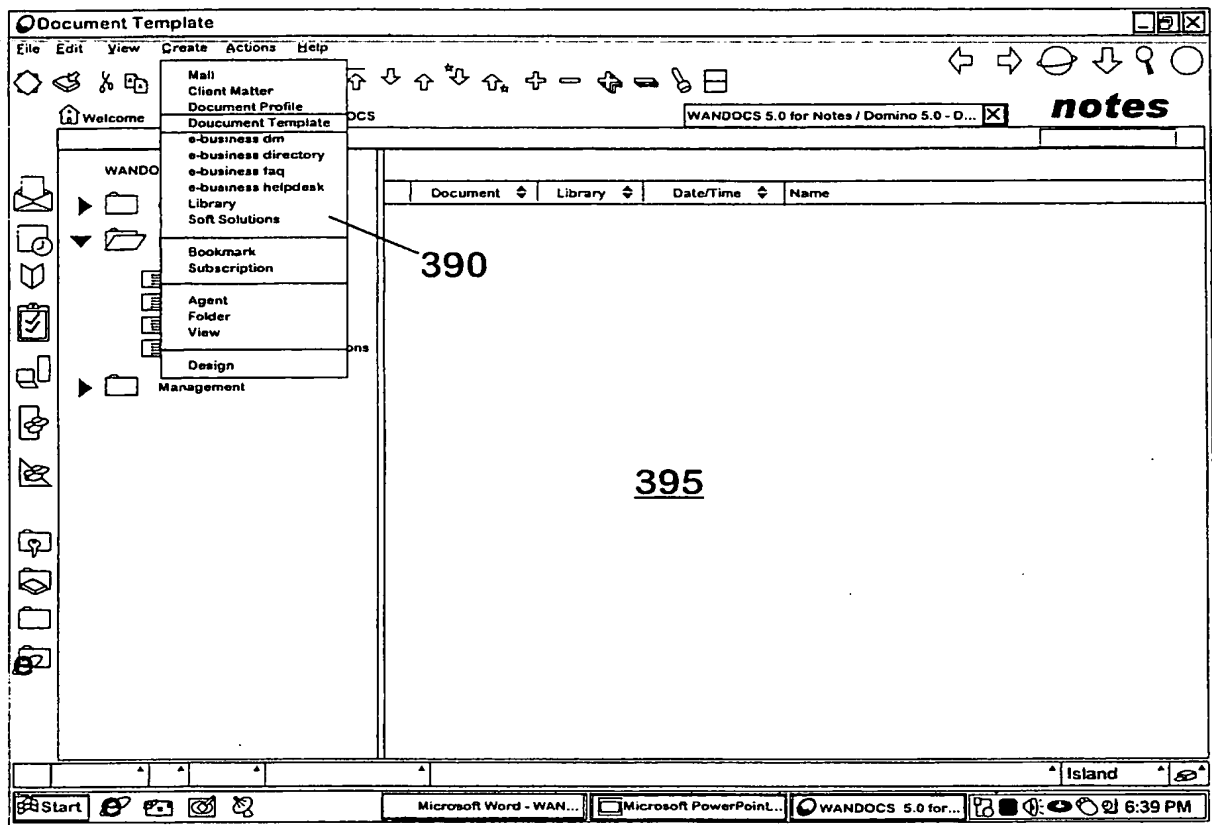 Document Template
File Edit View Create Actions Help
Mail
Client Matter
Document Profile
Doucument Template
e-business dm
e-business directory
e-business faq
e-business helpdesk
Library
Soft Solutions
Bookmark
Subscription
Agent
Folder
View
Design
Welcome
OCS
WANDOCS 5.0 for Notes / Domino 5.0 - D...
notes
WANDO
Document Library Date/Time Name
390
ons
Management
395
Island
Start Microsoft Word - WAN... Microsoft PowerPoint... WANDOCS 5.0 for... 6:39 PM